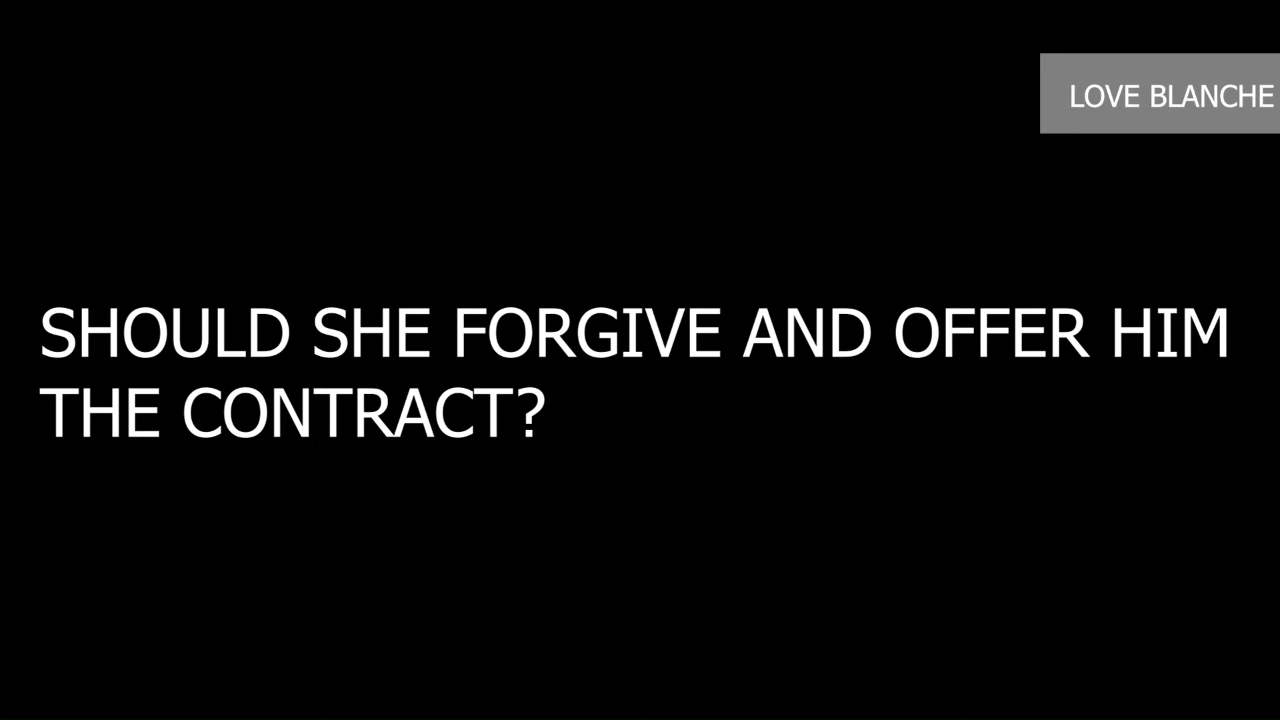 LOVE BLANCHE
SHOULD SHE FORGIVE AND OFFER HIM
THE CONTRACT?